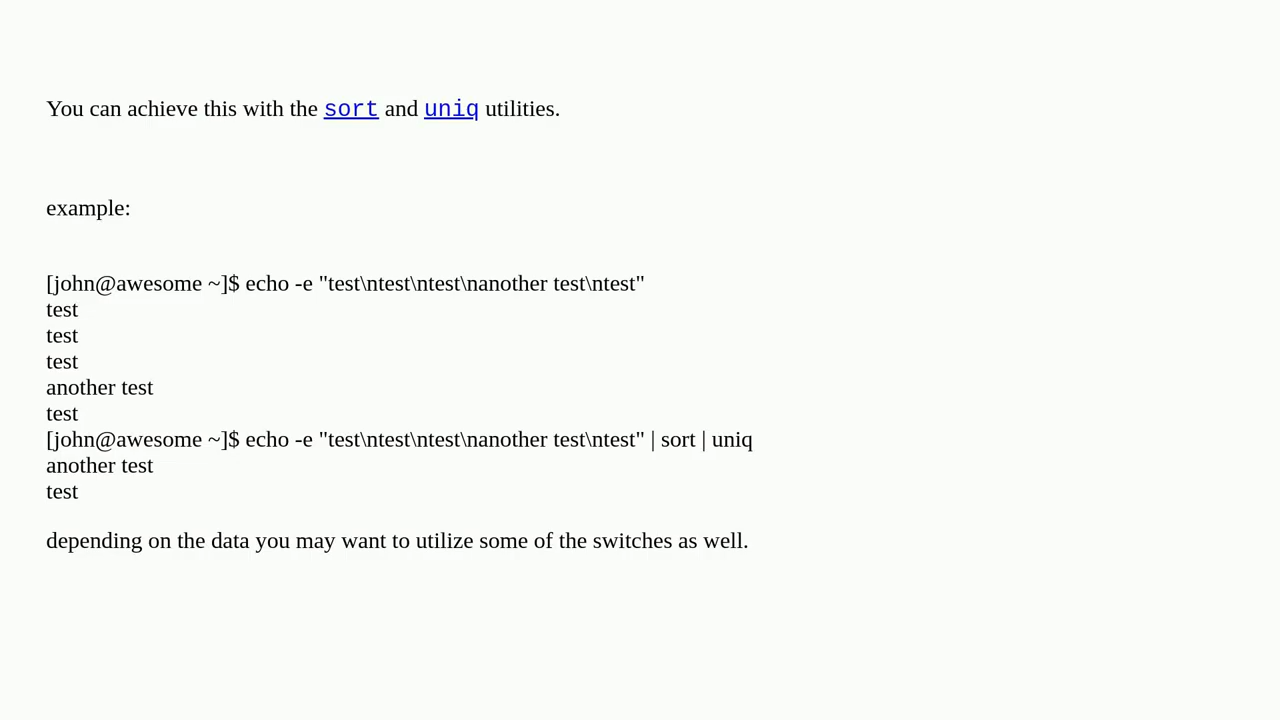 You can achieve this with the sort and uniq utilities.
example:
[john@awesome ~]$ echo -e "test\ntest\ntest\nanother test\ntest"
test
test
test
another test
test
[john@awesome ~]$ echo -e "test\ntest\ntest\nanother test\ntest" | sort | uniq
another test
test
depending on the data you may want to utilize some of the switches as well.